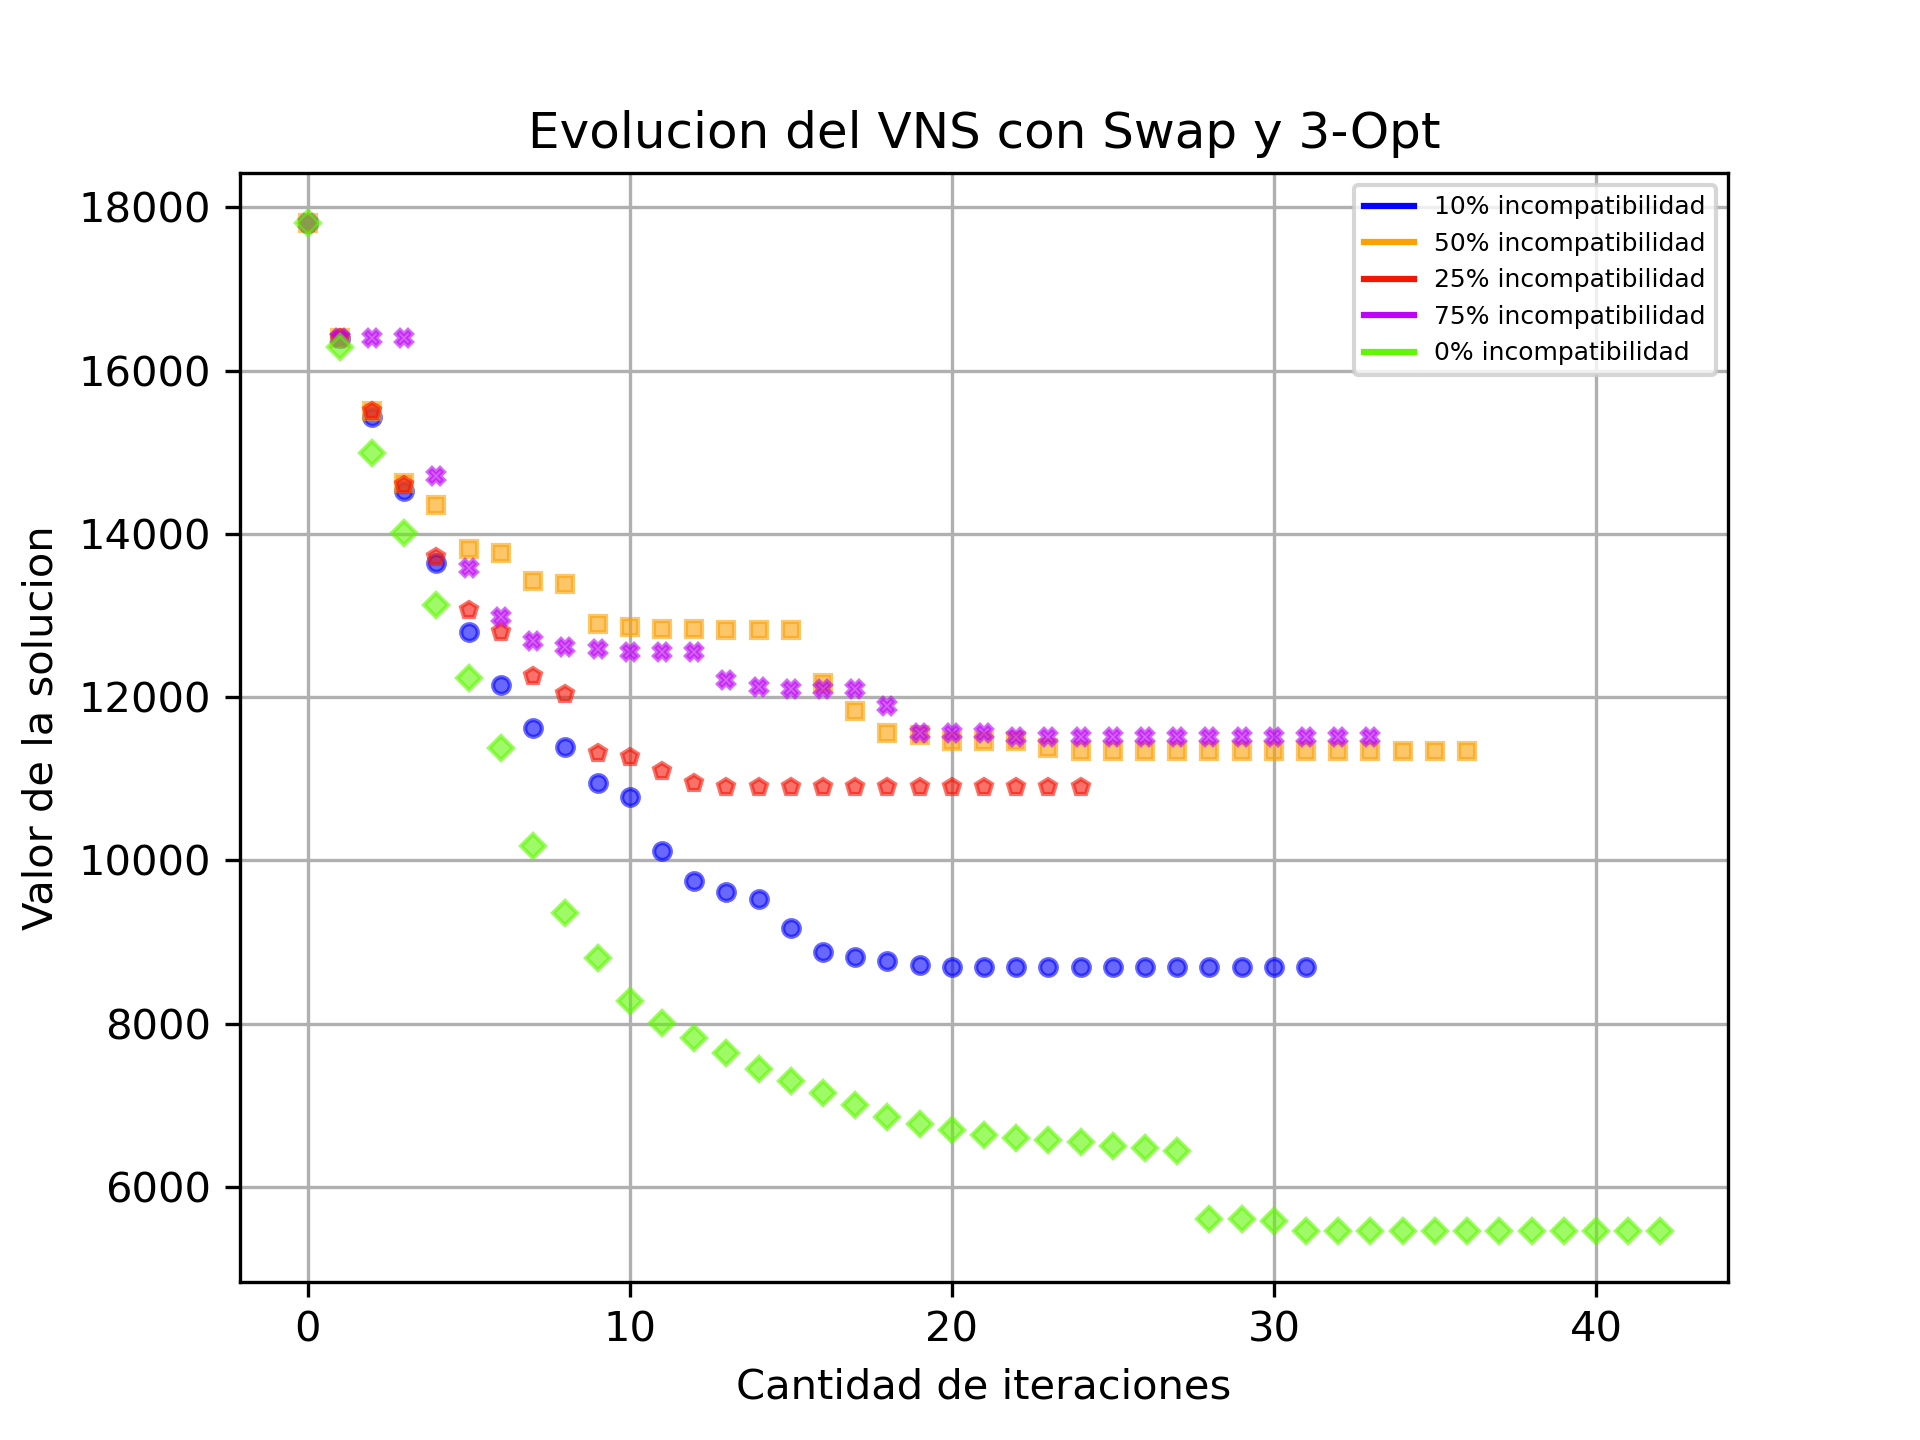 Evolucion del VNS con Swap y 3-Opt
18000
16000
14000
12000
10000
8000
6000
Valor de la solucion
10% incompatibilidad
50% incompatibilidad
25% incompatibilidad
75% incompatibilidad
0% incompatibilidad
0
10
20
30
40
Cantidad de iteraciones